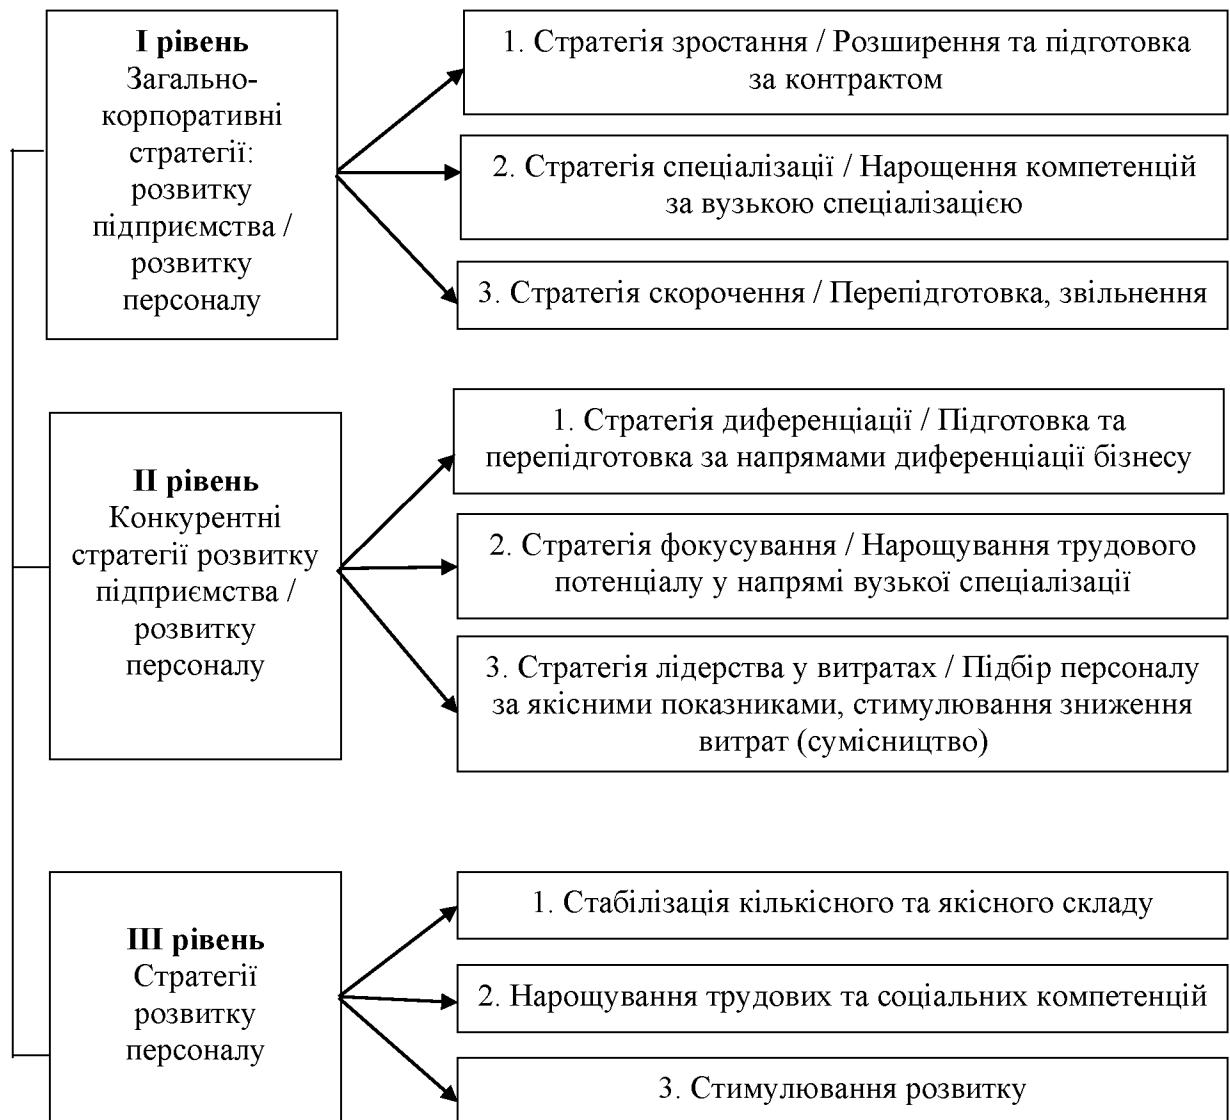 І рівень
Загально-
корпоративні
стратегії:
розвитку
підприємства /
розвитку
персоналу
1. Стратегія зростання / Розширення та підготовка
за контрактом
2. Стратегія спеціалізації / Нарощення компетенцій
за вузькою спеціалізацією
3. Стратегія скорочення / Перепідготовка, звільнення
ІІ рівень
Конкурентні
стратегії розвитку
підприємства /
розвитку
персоналу
1. Стратегія диференціації / Підготовка та
перепідготовка за напрямами диференціації бізнесу
2. Стратегія фокусування / Нарощування трудового
потенціалу у напрямі вузької спеціалізації
3. Стратегія лідерства у витратах / Підбір персоналу
за якісними показниками, стимулювання зниження
витрат (сумісництво)
ІІІ рівень
Стратегії
розвитку
персоналу
1. Стабілізація кількісного та якісного складу
2. Нарощування трудових та соціальних компетенцій
3. Стимулювання розвитку